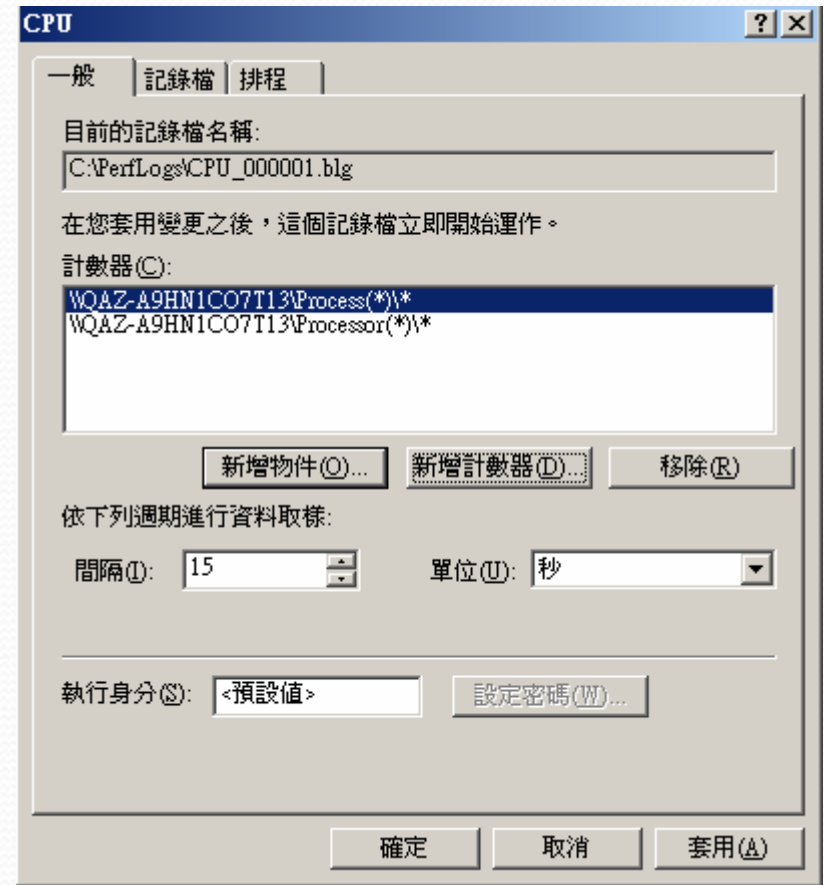 CPU
一般 記錄檔 排程
目前的記錄檔名稱:
C:\PerfLogs\CPU_000001.blg
在您套用變更之後，這個記錄檔立即開始運作。
計數器(C):
\\QAZ-A9HN1CO7T13\Process(*)\*
\\QAZ-A9HN1CO7T13\Processor(*)\*
新增物件(O)... 新增計數器(D)... 移除(R)
依下列週期進行資料取樣:
間隔(I): 15 單位(U): 秒
執行身分(S): <預設值> 設定密碼(W)...
確定 取消 套用(A)